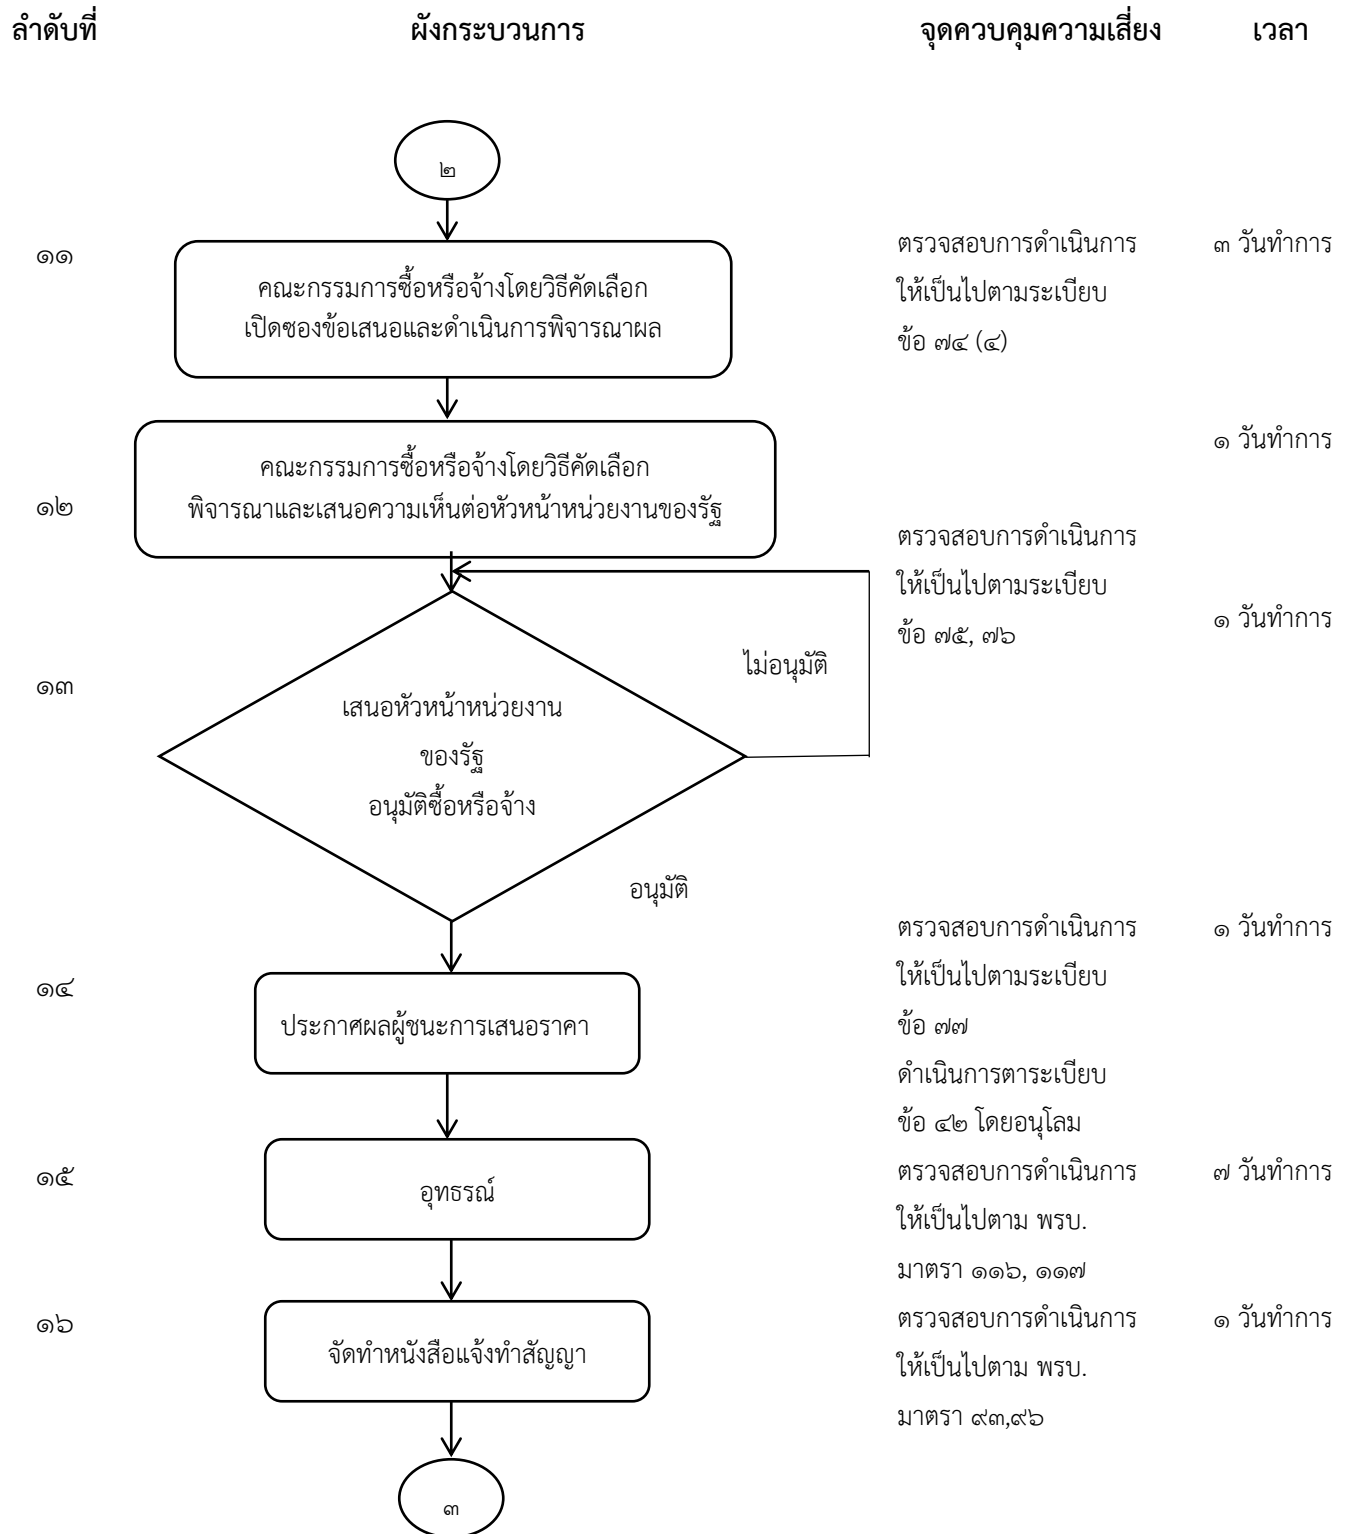 ลำดับที่ ผังกระบวนการ จุดควบคุมความเสี่ยง เวลา
๒
๑๑
คณะกรรมการซื้อหรือจ้างโดยวิธีคัดเลือก
เปิดซองข้อเสนอและดำเนินการพิจารณาผล
ตรวจสอบการดำเนินการ
ให้เป็นไปตามระเบียบ
ข้อ ๗๔ (๔)
๓ วันทำการ
๑๒
คณะกรรมการซื้อหรือจ้างโดยวิธีคัดเลือก
พิจารณาและเสนอความเห็นต่อหัวหน้าหน่วยงานของรัฐ
๑ วันทำการ
ตรวจสอบการดำเนินการ
ให้เป็นไปตามระเบียบ
ข้อ ๗๕, ๗๖
๑ วันทำการ
๑๓
เสนอหัวหน้าหน่วยงาน
ของรัฐ
อนุมัติซื้อหรือจ้าง
ไม่อนุมัติ
อนุมัติ
๑๔
ประกาศผลผู้ชนะการเสนอราคา
ตรวจสอบการดำเนินการ
ให้เป็นไปตามระเบียบ
ข้อ ๗๗
ดำเนินการตาระเบียบ
ข้อ ๔๒ โดยอนุโลม
๑ วันทำการ
๑๕
อุทธรณ์
ตรวจสอบการดำเนินการ
ให้เป็นไปตาม พรบ.
มาตรา ๑๑๖, ๑๑๗
๗ วันทำการ
๑๖
จัดทำหนังสือแจ้งทำสัญญา
ตรวจสอบการดำเนินการ
ให้เป็นไปตาม พรบ.
มาตรา ๙๓,๙๖
๑ วันทำการ
๓